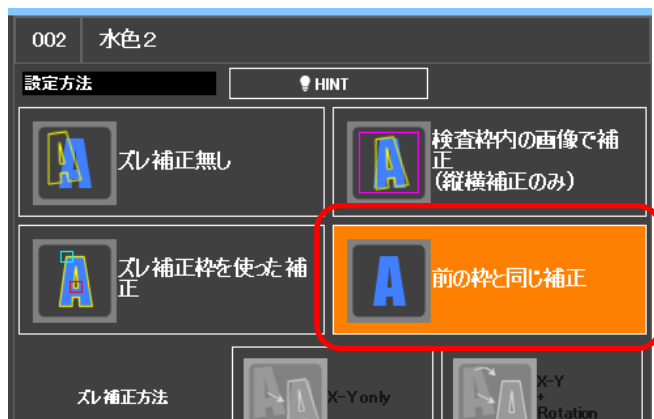 002 水色２
設定方法 HINT
ズレ補正無し
検査枠内の画像で補
正
（縦横補正のみ）
ズレ補正枠を使った補
正
前の枠と同じ補正
ズレ補正方法
X-Y only
X-Y
+
Rotation